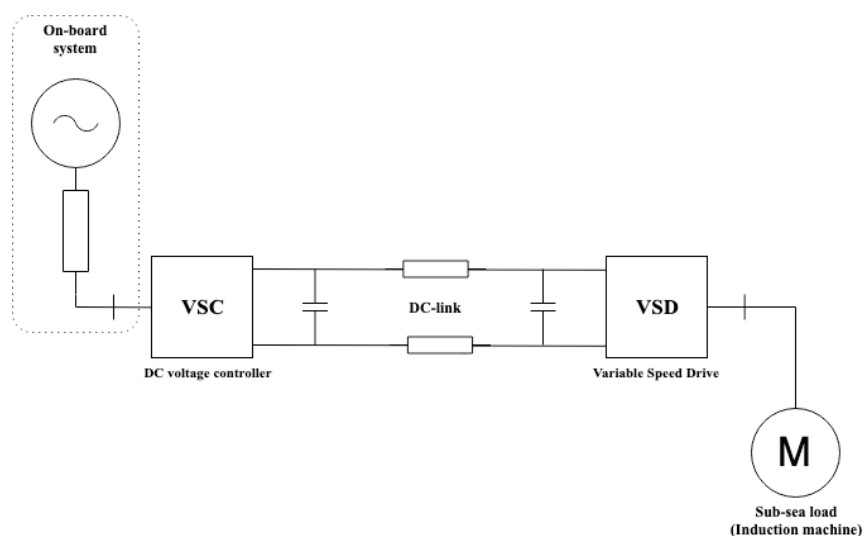 On-board
system
VSC
DC-link
VSD
DC voltage controller
Variable Speed Drive
M
Sub-sea load
(Induction machine)